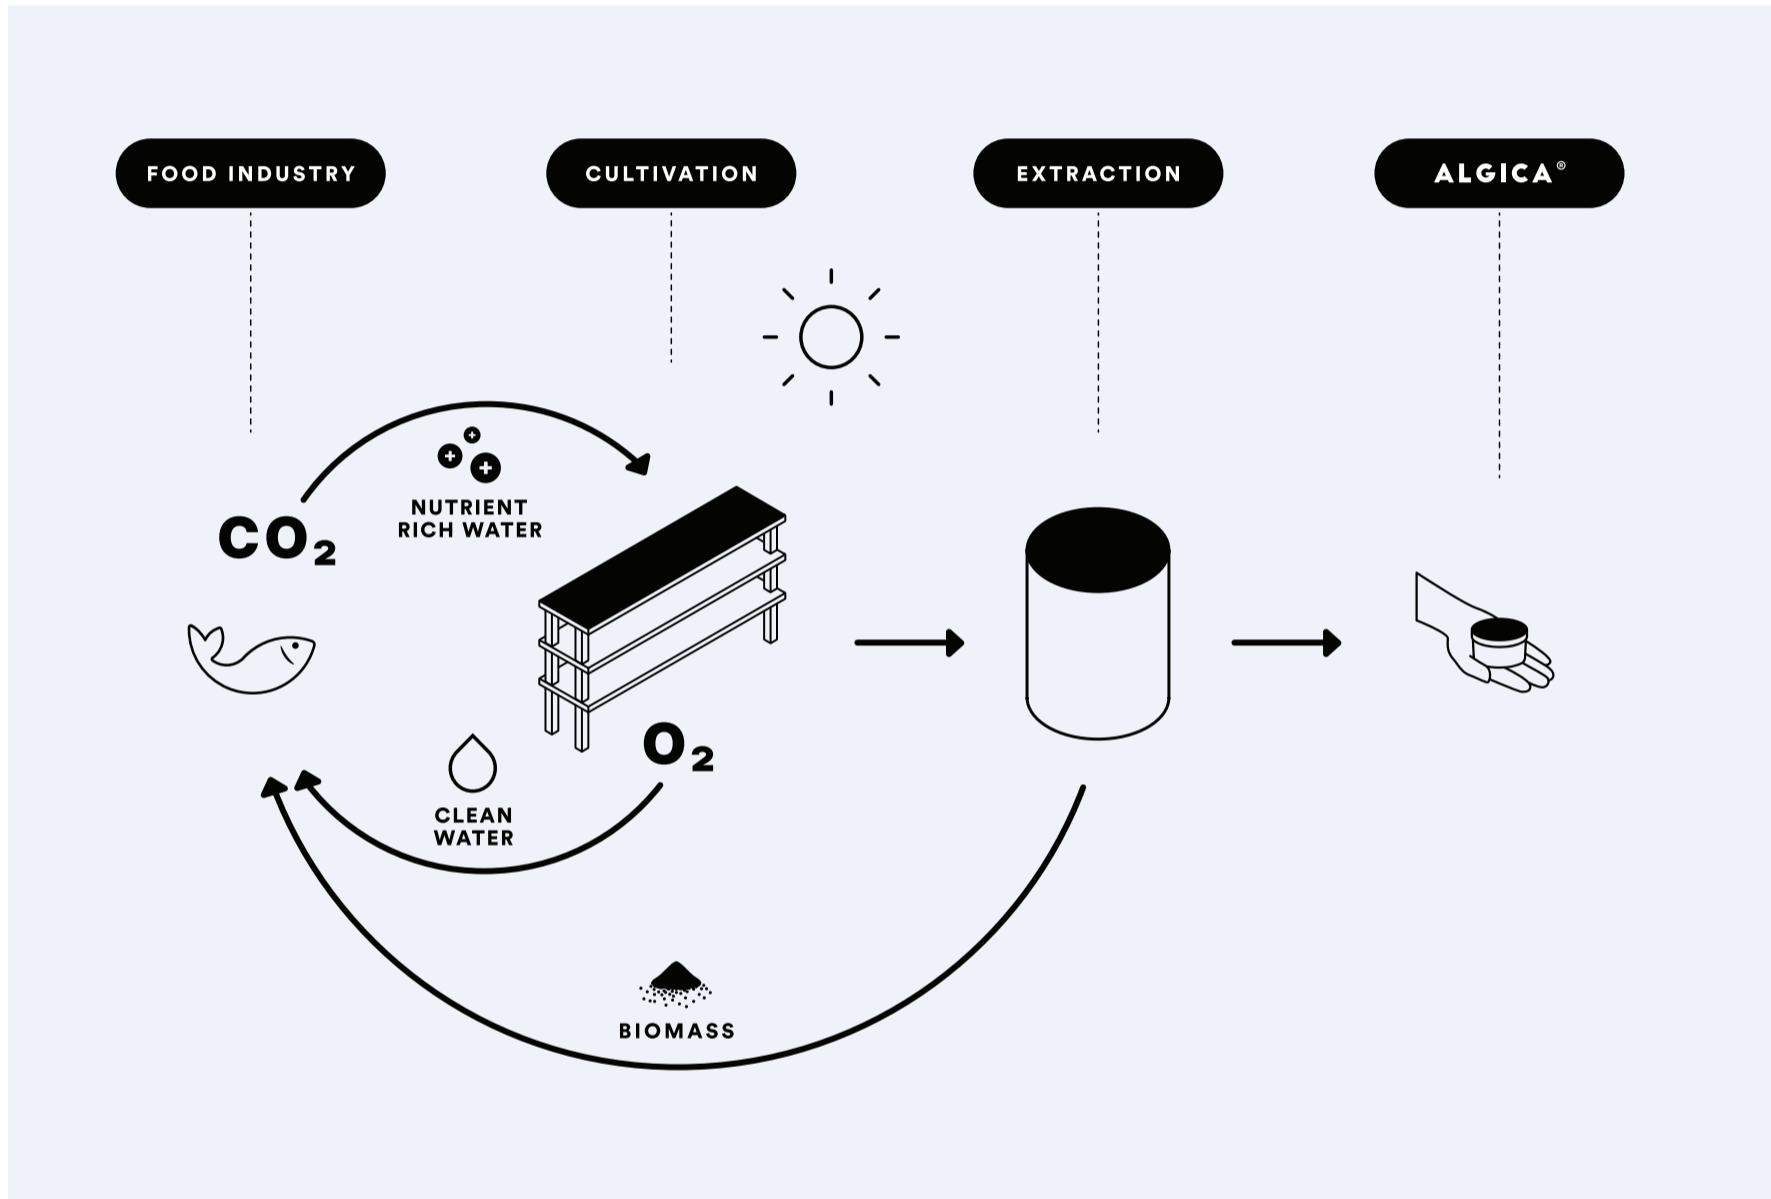 FOOD INDUSTRY
CULTIVATION
EXTRACTION
ALGICA®
NUTRIENT
RICH WATER
CO₂
O₂
CLEAN
WATER
BIOMASS